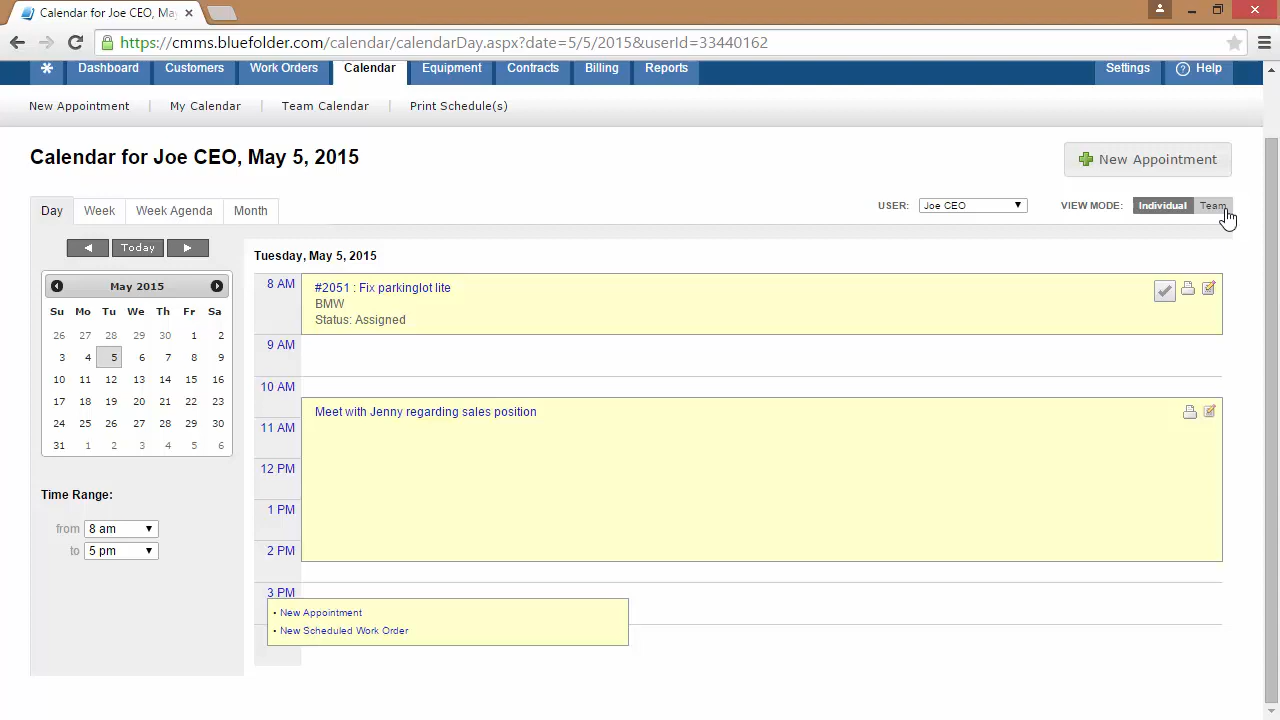 Calendar for Joe CEO, Ma
https://cmms.bluefolder.com/calendar/calendarDay.aspx?date=5/5/2015&userId=33440162
Dashboard Customers Work Orders Calendar Equipment Contracts Billing Reports Settings Help
New Appointment My Calendar Team Calendar Print Schedule(s)
Calendar for Joe CEO, May 5, 2015
New Appointment
Day Week Week Agenda Month
USER: Joe CEO VIEW MODE: Individual Team
Today
May 2015
Su Mo Tu We Th Fr Sa
26 27 28 29 30 1 2
3 4 5 6 7 8 9
10 11 12 13 14 15 16
17 18 19 20 21 22 23
24 25 26 27 28 29 30
31 1 2 3 4 5 6
Time Range:
from 8 am
to 5 pm
Tuesday, May 5, 2015
8 AM
#2051 : Fix parkinglot lite
BMW
Status: Assigned
9 AM
10 AM
Meet with Jenny regarding sales position
11 AM
12 PM
1 PM
2 PM
3 PM
• New Appointment
• New Scheduled Work Order